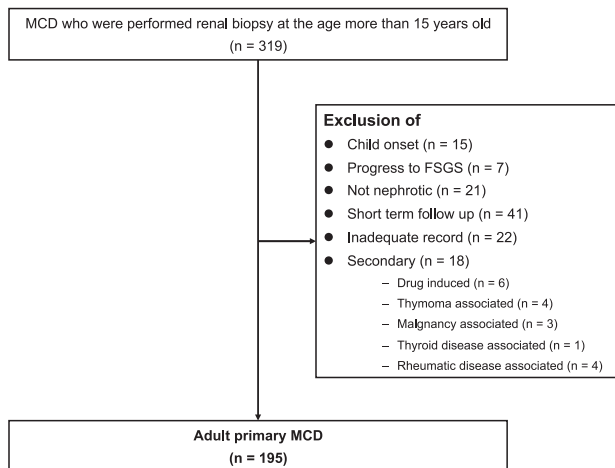 MCD who were performed renal biopsy at the age more than 15 years old
(n = 319)
Exclusion of
● Child onset (n = 15)
● Progress to FSGS (n = 7)
● Not nephrotic (n = 21)
● Short term follow up (n = 41)
● Inadequate record (n = 22)
● Secondary (n = 18)
– Drug induced (n = 6)
– Thymoma associated (n = 4)
– Malignancy associated (n = 3)
– Thyroid disease associated (n = 1)
– Rheumatic disease associated (n = 4)
Adult primary MCD
(n = 195)